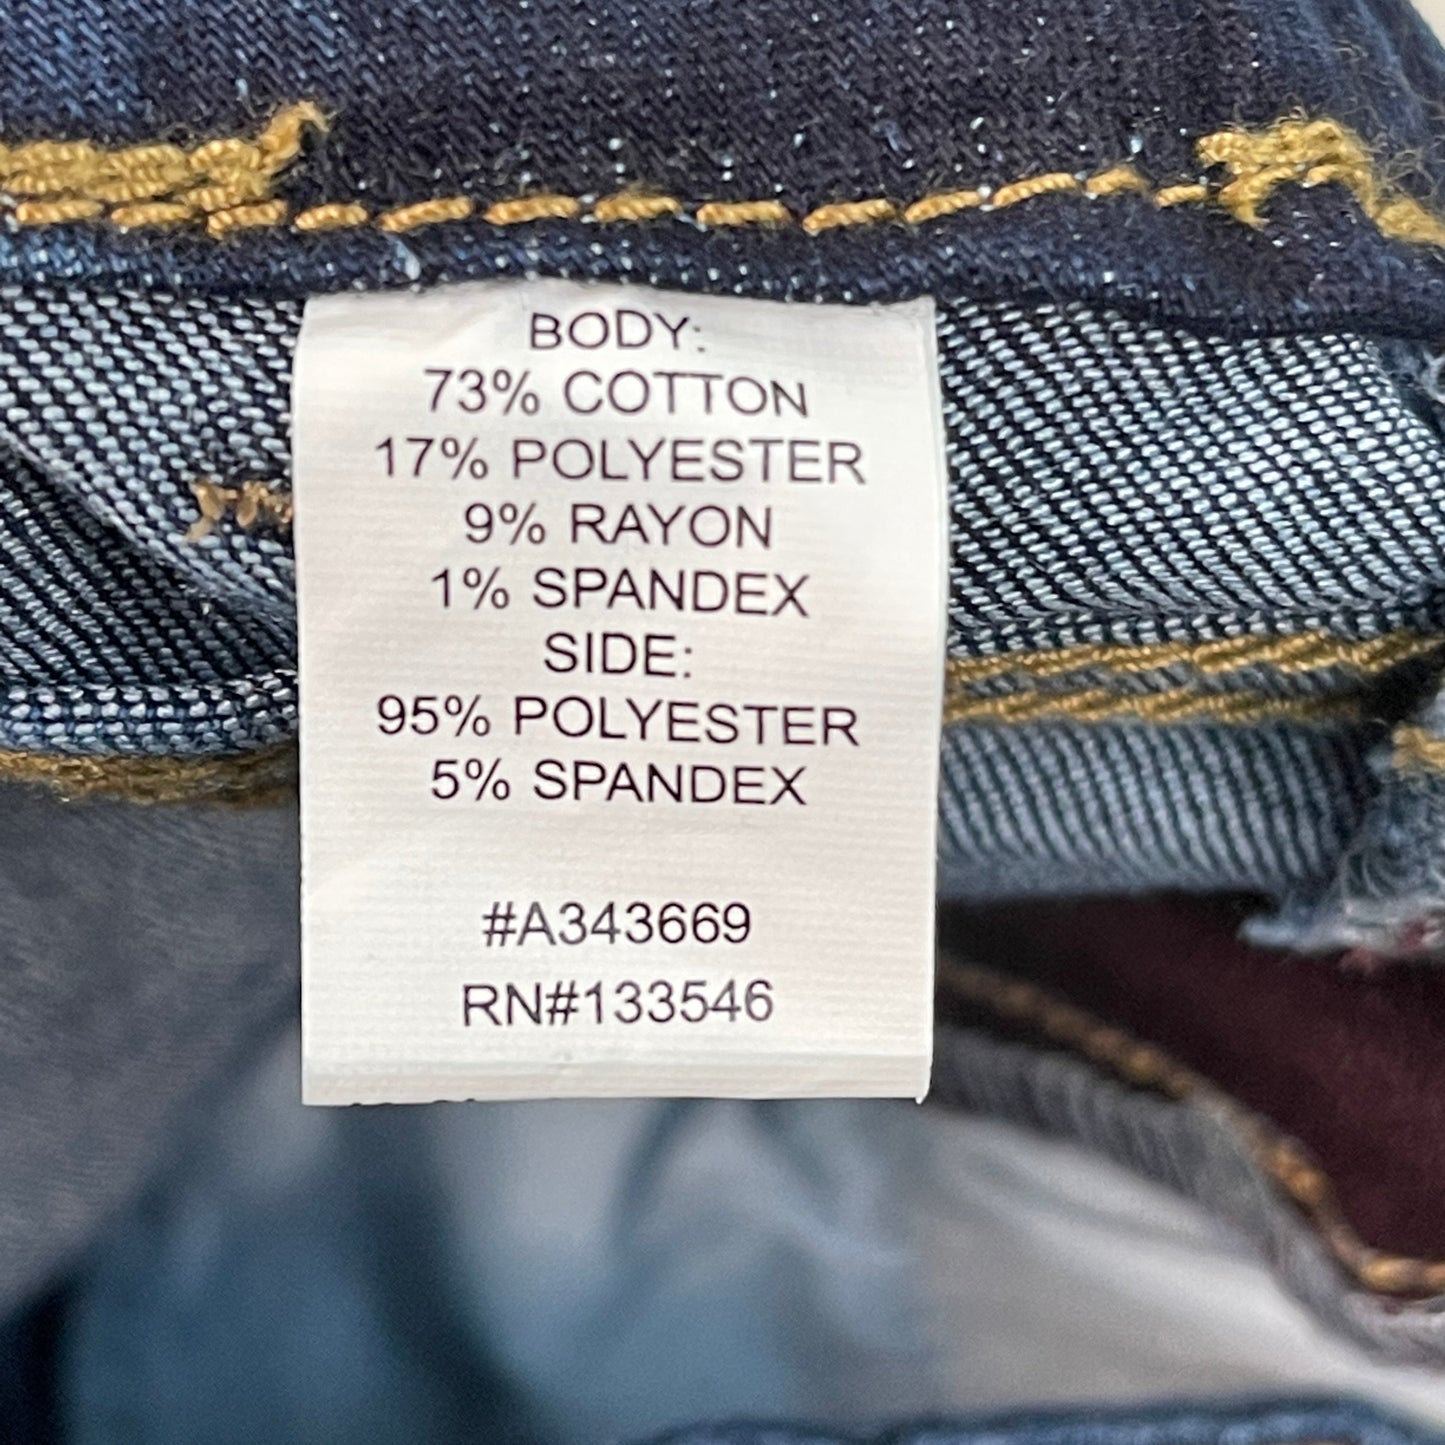 BODY:
73% COTTON
17% POLYESTER
9% RAYON
1% SPANDEX
SIDE:
95% POLYESTER
5% SPANDEX
#A343669
RN#133546